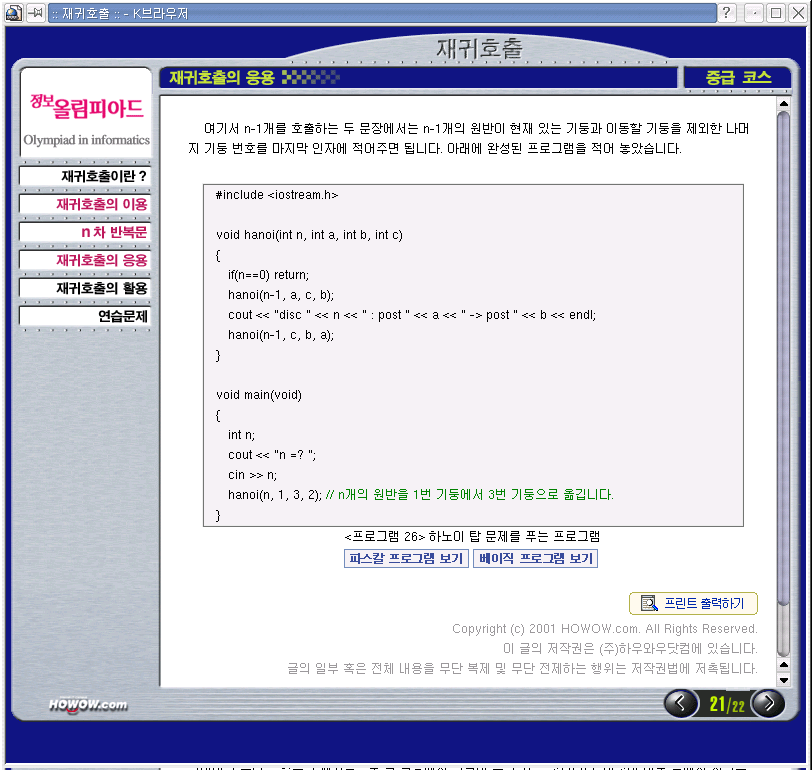 :: 재귀호출 :: - K브라우저
재귀호출
재귀호출의 응용
중급 코스
정보올림피아드
Olympiad in informatics
재귀호출이란 ?
재귀호출의 이용
n 차 반복문
재귀호출의 응용
재귀호출의 활용
연습문제
여기서 n-1개를 호출하는 두 문장에서는 n-1개의 원반이 현재 있는 기둥과 이동할 기둥을 제외한 나머
지 기둥 번호를 마지막 인자에 적어주면 됩니다. 아래에 완성된 프로그램을 적어 놓았습니다.
#include <iostream.h>
void hanoi(int n, int a, int b, int c)
{
if(n==0) return;
hanoi(n-1, a, c, b);
cout << "disc " << n << " : post " << a << " -> post " << b << endl;
hanoi(n-1, c, b, a);
}
void main(void)
{
int n;
cout << "n =? ";
cin >> n;
hanoi(n, 1, 3, 2); // n개의 원반을 1번 기둥에서 3번 기둥으로 옮깁니다.
}
<프로그램 26> 하노이 탑 문제를 푸는 프로그램
파스칼 프로그램 보기 베이직 프로그램 보기
프린트 출력하기
Copyright (c) 2001 HOWOW.com. All Rights Reserved.
이 글의 저작권은 (주)하우와우닷컴에 있습니다.
글의 일부 혹은 전체 내용을 무단 복제 및 무단 전제하는 행위는 저작권법에 저촉됩니다.
HOWOW.com
21/22